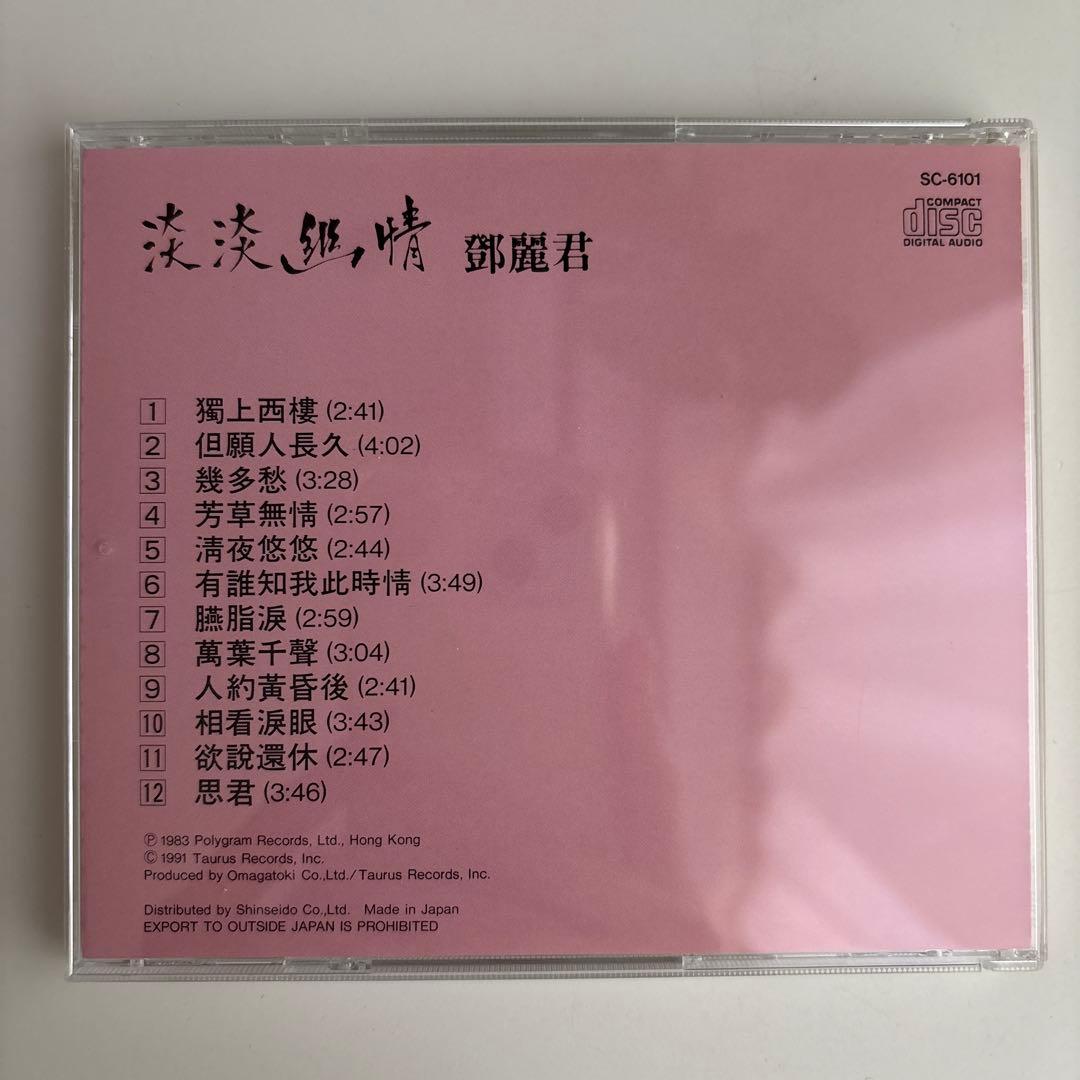 SC-6101
COMPACT
disc
DIGITAL AUDIO
淡淡幽情 鄧麗君
1 獨上西樓 (2:41)
2 但願人長久 (4:02)
3 幾多愁 (3:28)
4 芳草無情 (2:57)
5 清夜悠悠 (2:44)
6 有誰知我此時情 (3:49)
7 臙脂淚 (2:59)
8 萬葉千聲 (3:04)
9 人約黃昏後 (2:41)
10 相看淚眼 (3:43)
11 欲說還休 (2:47)
12 思君 (3:46)
Ⓟ 1983 Polygram Records, Ltd., Hong Kong
© 1991 Taurus Records, Inc.
Produced by Omagatoki Co.,Ltd./Taurus Records, Inc.
Distributed by Shinseido Co.,Ltd. Made in Japan
EXPORT TO OUTSIDE JAPAN IS PROHIBITED